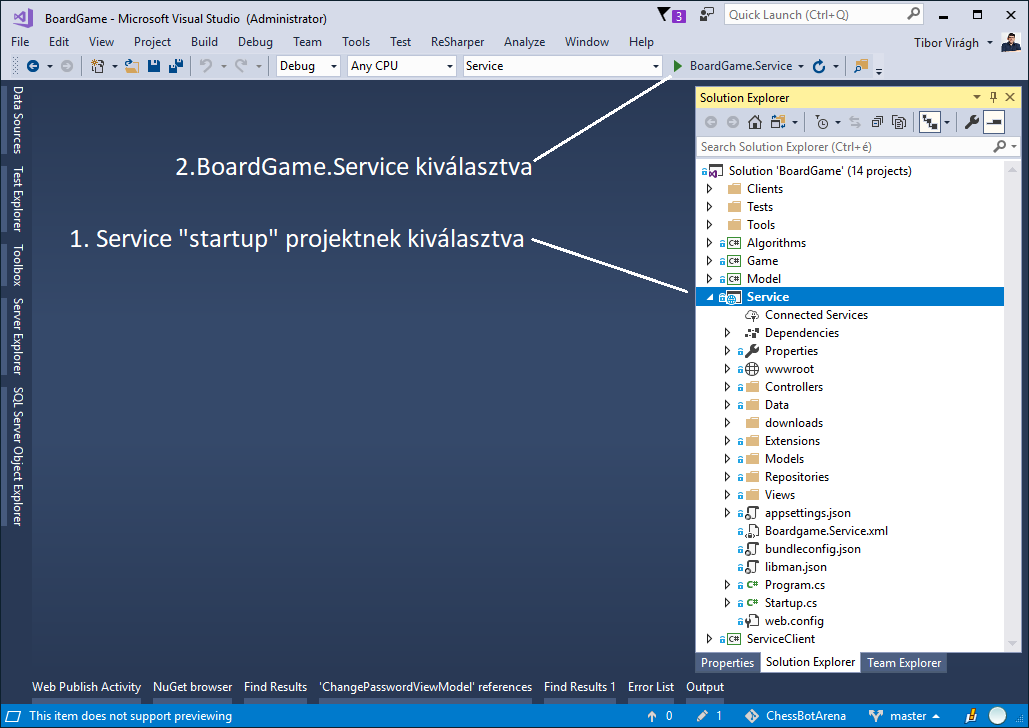 BoardGame - Microsoft Visual Studio (Administrator)
3
Quick Launch (Ctrl+Q)
File Edit View Project Build Debug Team Tools Test ReSharper Analyze Window Help
Tibor Virágh
Debug Any CPU Service BoardGame.Service
Data Sources
Test Explorer
Toolbox
Server Explorer
SQL Server Object Explorer
2.BoardGame.Service kiválasztva
1. Service "startup" projektnek kiválasztva
Solution Explorer
Search Solution Explorer (Ctrl+é)
Solution 'BoardGame' (14 projects)
Clients
Tests
Tools
C# Algorithms
C# Game
C# Model
Service
Connected Services
Dependencies
Properties
wwwroot
Controllers
Data
downloads
Extensions
Models
Repositories
Views
appsettings.json
Boardgame.Service.xml
bundleconfig.json
libman.json
C# Program.cs
C# Startup.cs
web.config
C# ServiceClient
Properties Solution Explorer Team Explorer
Web Publish Activity NuGet browser Find Results 'ChangePasswordViewModel' references Find Results 1 Error List Output
This item does not support previewing 0 1 ChessBotArena master